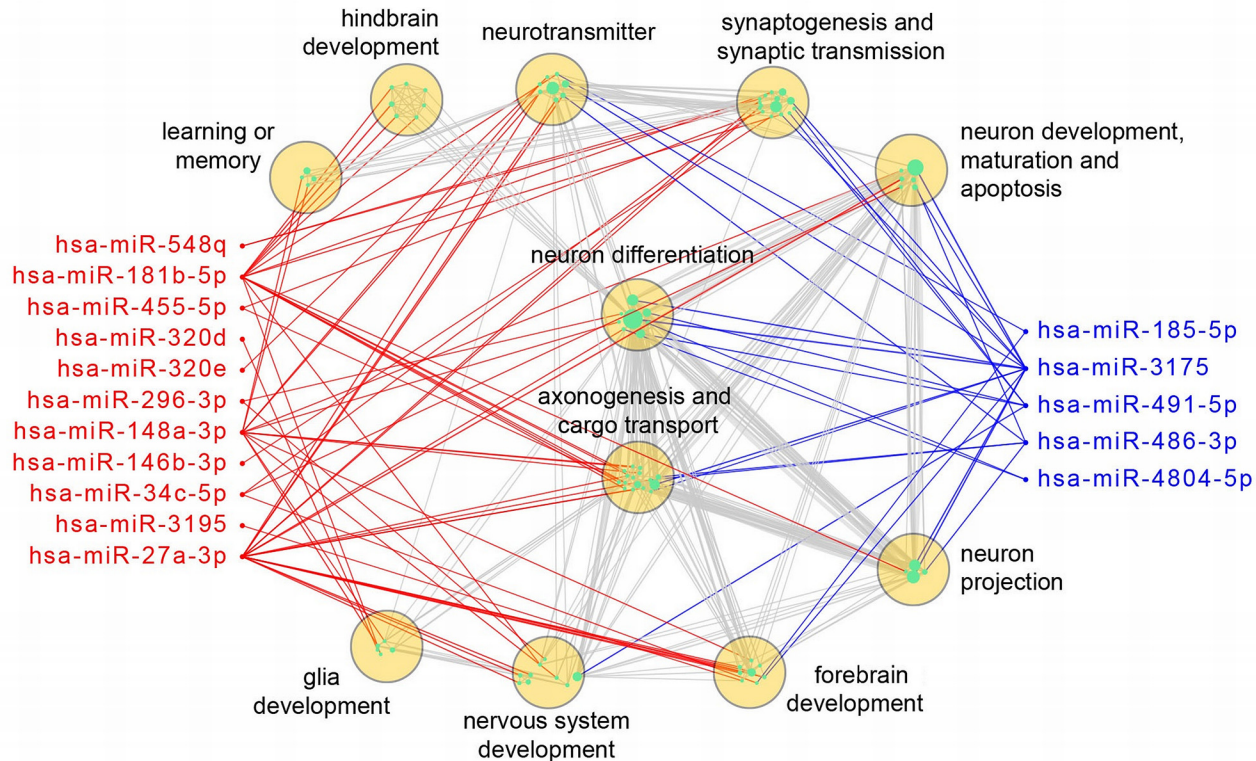 hindbrain
development
neurotransmitter
synaptogenesis and
synaptic transmission
learning or
memory
neuron development,
maturation and
apoptosis
hsa-miR-548q
hsa-miR-181b-5p
hsa-miR-455-5p
hsa-miR-320d
hsa-miR-320e
hsa-miR-296-3p
hsa-miR-148a-3p
hsa-miR-146b-3p
hsa-miR-34c-5p
hsa-miR-3195
hsa-miR-27a-3p
neuron differentiation
axonogenesis and
cargo transport
hsa-miR-185-5p
hsa-miR-3175
hsa-miR-491-5p
hsa-miR-486-3p
hsa-miR-4804-5p
neuron
projection
glia
development
nervous system
development
forebrain
development